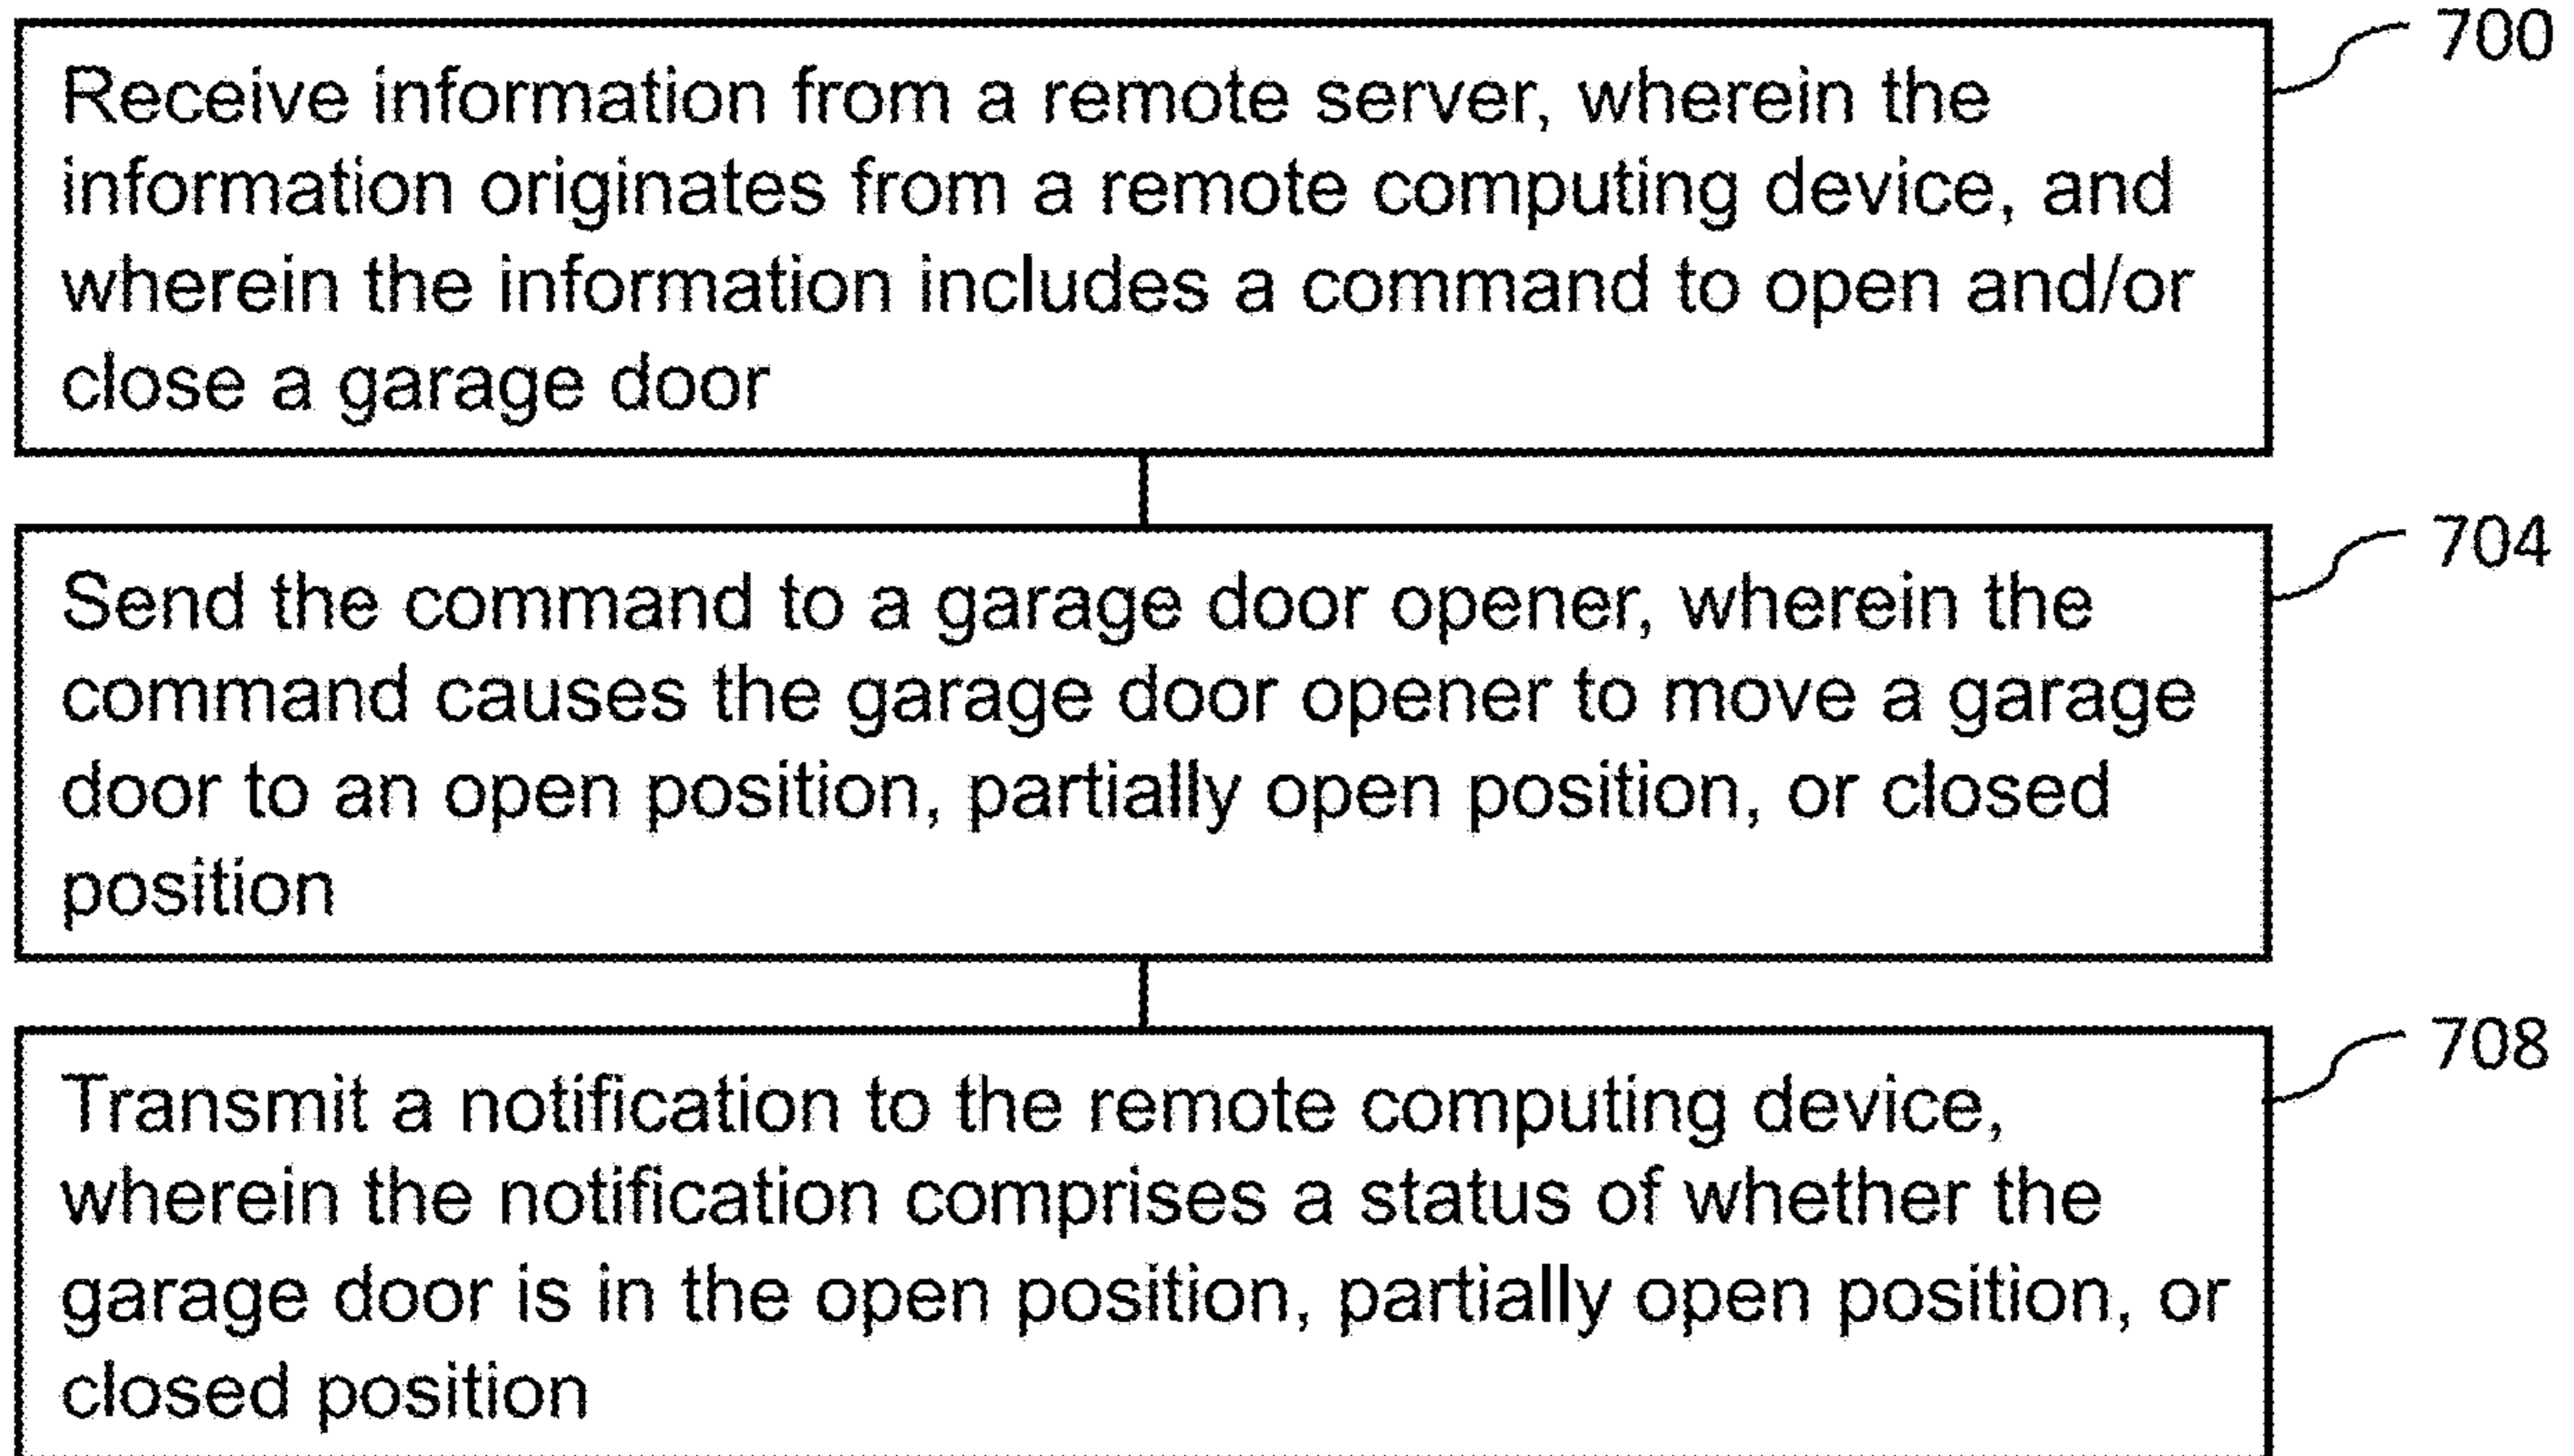 Receive information from a remote server, wherein the
information originates from a remote computing device, and
wherein the information includes a command to open and/or
close a garage door
700
Send the command to a garage door opener, wherein the
command causes the garage door opener to move a garage
door to an open position, partially open position, or closed
position
704
Transmit a notification to the remote computing device,
wherein the notification comprises a status of whether the
garage door is in the open position, partially open position, or
closed position
708